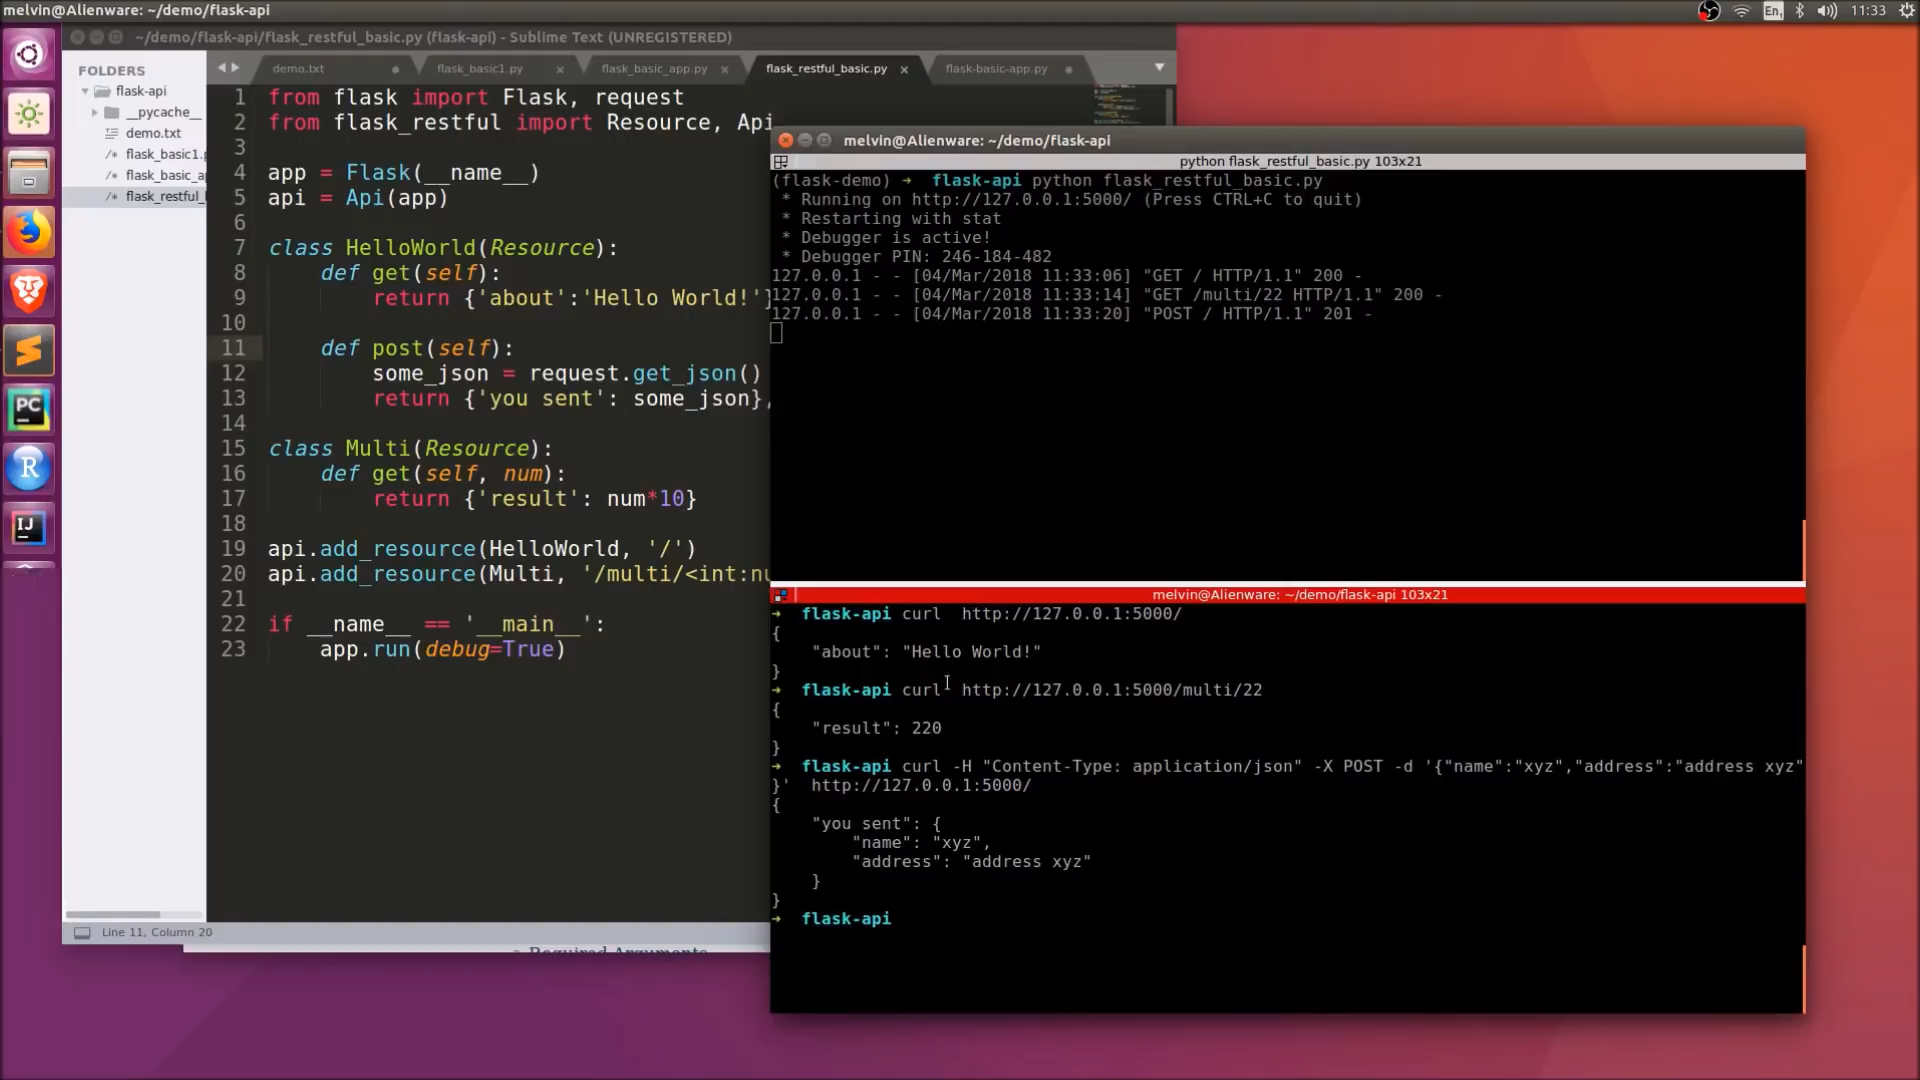 melvin@Alienware: ~/demo/flask-api
En
11:33
~/demo/flask-api/flask_restful_basic.py (flask-api) - Sublime Text (UNREGISTERED)
FOLDERS
flask-api
__pycache__
demo.txt
flask_basic1.p
flask_basic_a
flask_restful_
demo.txt
flask_basic1.py
flask_basic_app.py
flask_restful_basic.py
flask-basic-app.py
1 from flask import Flask, request
2 from flask_restful import Resource, Api
3
4 app = Flask(__name__)
5 api = Api(app)
6
7 class HelloWorld(Resource):
8 def get(self):
9 return {'about':'Hello World!'}
10
11 def post(self):
12 some_json = request.get_json()
13 return {'you sent': some_json},
14
15 class Multi(Resource):
16 def get(self, num):
17 return {'result': num*10}
18
19 api.add_resource(HelloWorld, '/')
20 api.add_resource(Multi, '/multi/<int:nu
21
22 if __name__ == '__main__':
23 app.run(debug=True)
Line 11, Column 20
Required Arguments
PC
R
IJ
melvin@Alienware: ~/demo/flask-api
python flask_restful_basic.py 103x21
(flask-demo) ➜ flask-api python flask_restful_basic.py
* Running on http://127.0.0.1:5000/ (Press CTRL+C to quit)
* Restarting with stat
* Debugger is active!
* Debugger PIN: 246-184-482
127.0.0.1 - - [04/Mar/2018 11:33:06] "GET / HTTP/1.1" 200 -
127.0.0.1 - - [04/Mar/2018 11:33:14] "GET /multi/22 HTTP/1.1" 200 -
127.0.0.1 - - [04/Mar/2018 11:33:20] "POST / HTTP/1.1" 201 -
melvin@Alienware: ~/demo/flask-api 103x21
➜ flask-api curl http://127.0.0.1:5000/
{
"about": "Hello World!"
}
➜ flask-api curl http://127.0.0.1:5000/multi/22
{
"result": 220
}
➜ flask-api curl -H "Content-Type: application/json" -X POST -d '{"name":"xyz","address":"address xyz"
}' http://127.0.0.1:5000/
{
"you sent": {
"name": "xyz",
"address": "address xyz"
}
}
➜ flask-api